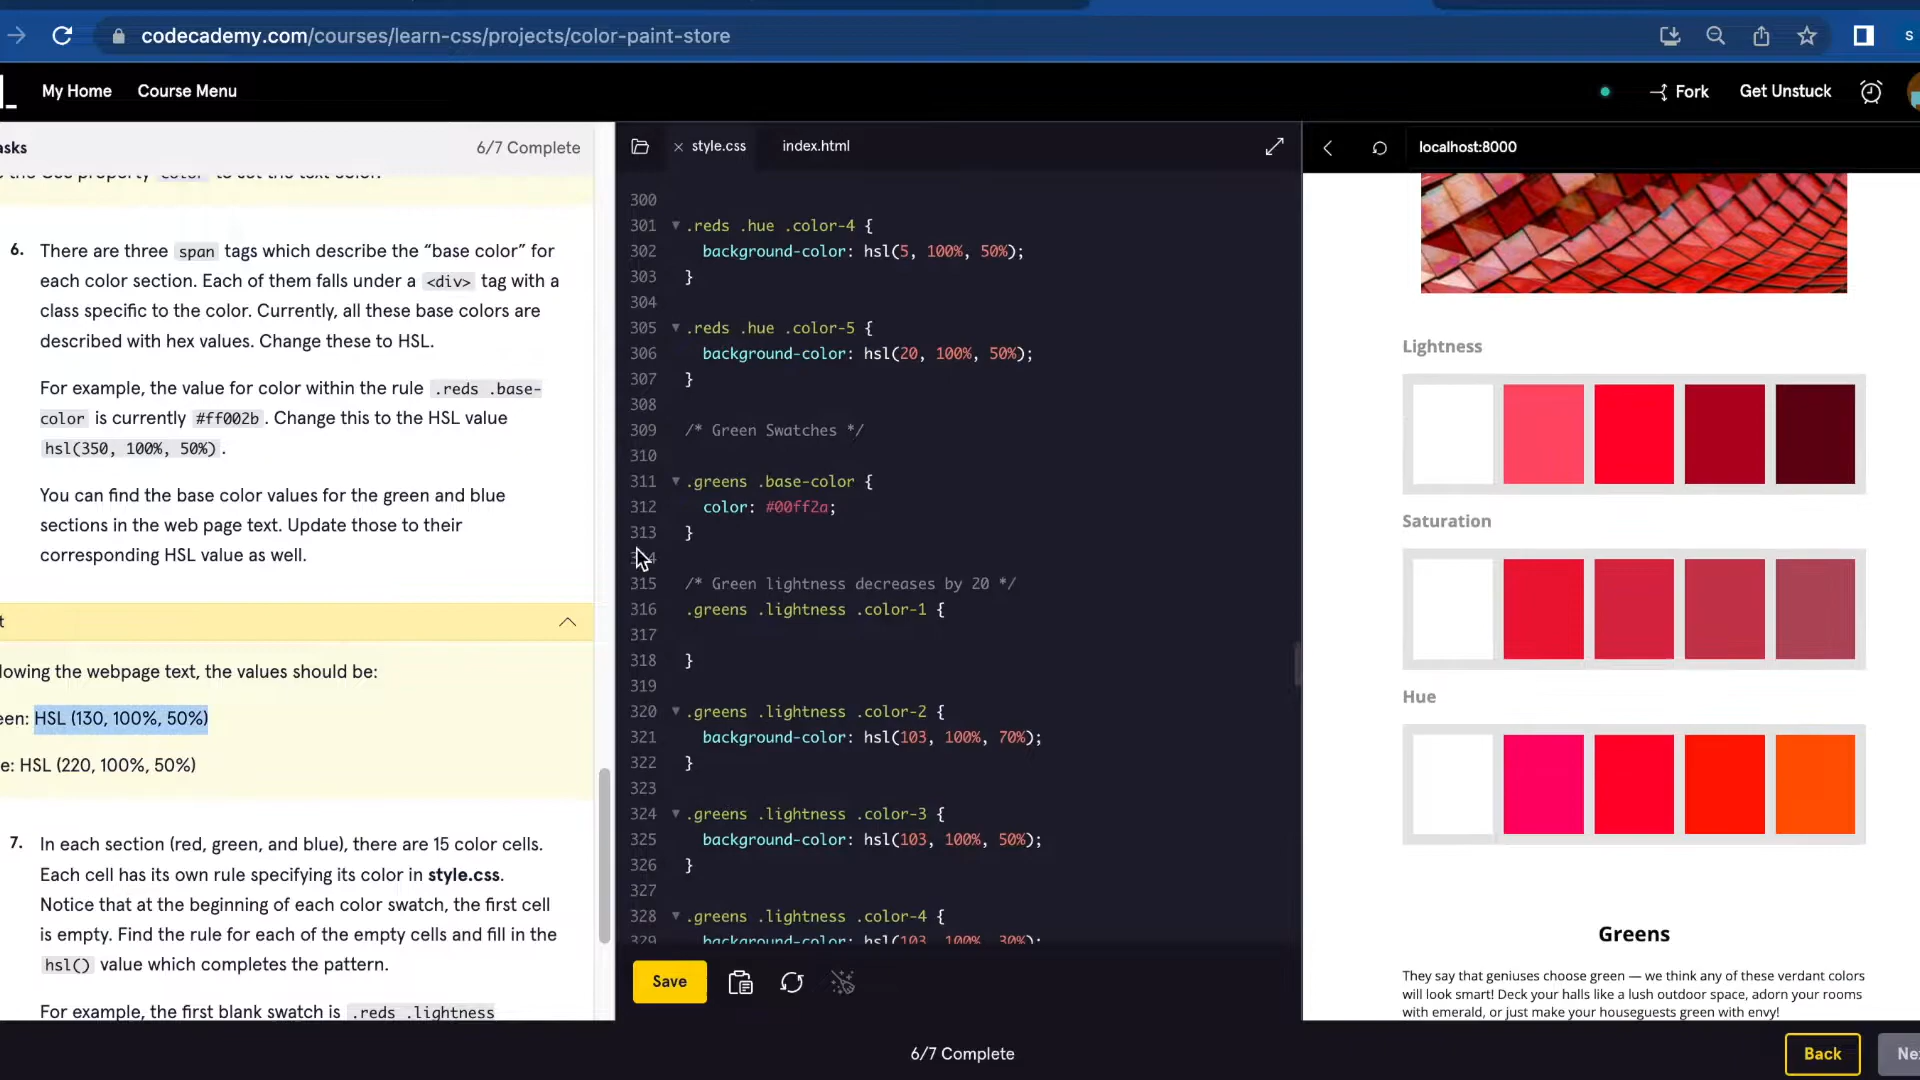 codecademy.com/courses/learn-css/projects/color-paint-store
s
My Home
Course Menu
Fork
Get Unstuck
asks
6/7 Complete
6. There are three span tags which describe the “base color” for
each color section. Each of them falls under a <div> tag with a
class specific to the color. Currently, all these base colors are
described with hex values. Change these to HSL.
For example, the value for color within the rule .reds .base-
color is currently #ff002b. Change this to the HSL value
hsl(350, 100%, 50%).
You can find the base color values for the green and blue
sections in the web page text. Update those to their
corresponding HSL value as well.
t
lowing the webpage text, the values should be:
een: HSL (130, 100%, 50%)
e: HSL (220, 100%, 50%)
7. In each section (red, green, and blue), there are 15 color cells.
Each cell has its own rule specifying its color in style.css.
Notice that at the beginning of each color swatch, the first cell
is empty. Find the rule for each of the empty cells and fill in the
hsl() value which completes the pattern.
For example, the first blank swatch is .reds .lightness
style.css
index.html
300
301 .reds .hue .color-4 {
302 background-color: hsl(5, 100%, 50%);
303 }
304
305 .reds .hue .color-5 {
306 background-color: hsl(20, 100%, 50%);
307 }
308
309 /* Green Swatches */
310
311 .greens .base-color {
312 color: #00ff2a;
313 }
315 /* Green lightness decreases by 20 */
316 .greens .lightness .color-1 {
317
318 }
319
320 .greens .lightness .color-2 {
321 background-color: hsl(103, 100%, 70%);
322 }
323
324 .greens .lightness .color-3 {
325 background-color: hsl(103, 100%, 50%);
326 }
327
328 .greens .lightness .color-4 {
329 background-color: hsl(103, 100%, 30%);
Save
localhost:8000
Lightness
Saturation
Hue
Greens
They say that geniuses choose green — we think any of these verdant colors
will look smart! Deck your halls like a lush outdoor space, adorn your rooms
with emerald, or just make your houseguests green with envy!
6/7 Complete
Back
Ne